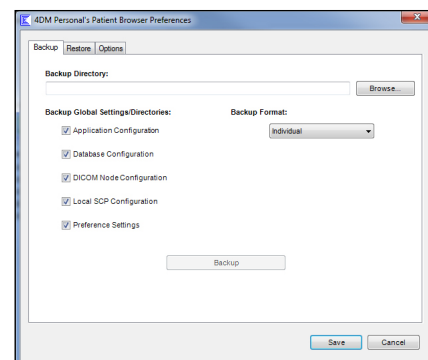 4DM Personal's Patient Browser Preferences
Backup Restore Options
Backup Directory:
Browse...
Backup Global Settings/Directories: Backup Format:
Application Configuration Individual
Database Configuration
DICOM Node Configuration
Local SCP Configuration
Preference Settings
Backup
Save Cancel